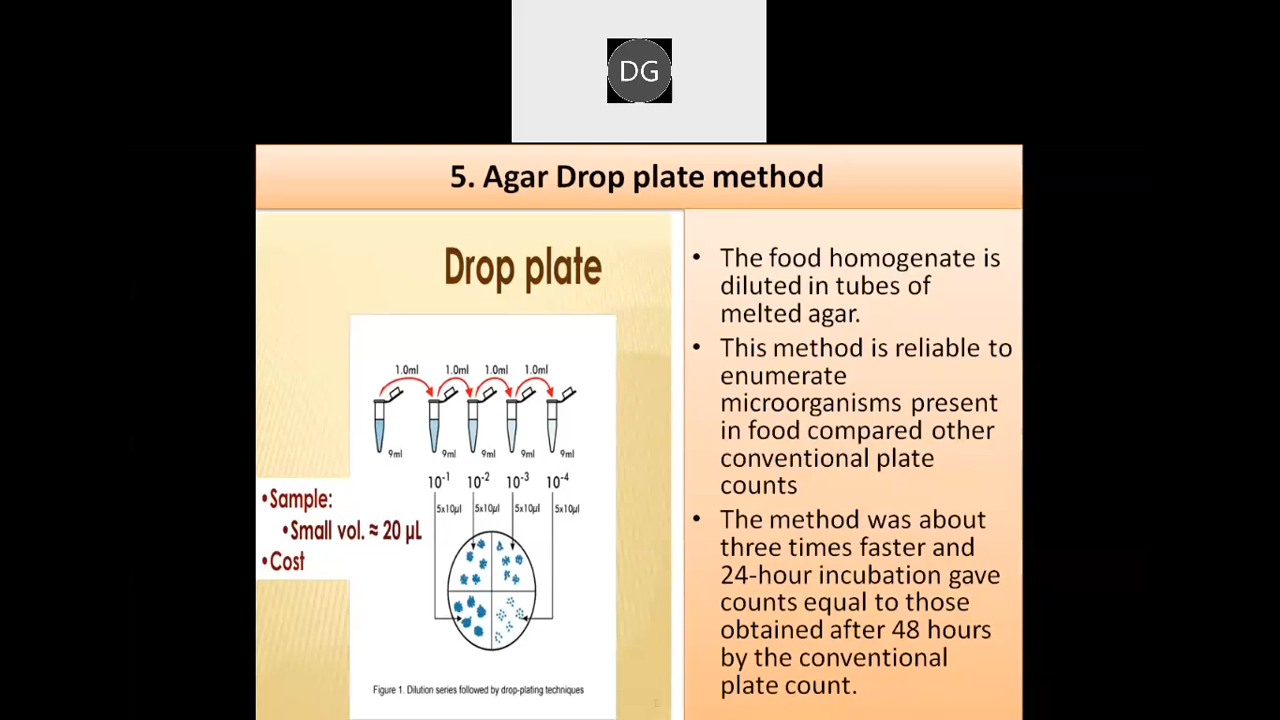 DG
5. Agar Drop plate method
Drop plate
1.0ml 1.0ml 1.0ml 1.0ml
9ml 9ml 9ml 9ml 9ml
10-1 10-2 10-3 10-4
5x10µl 5x10µl 5x10µl 5x10µl
•Sample:
•Small vol. ≈ 20 µL
•Cost
Figure 1. Dilution series followed by drop-plating techniques
• The food homogenate is
diluted in tubes of
melted agar.
• This method is reliable to
enumerate
microorganisms present
in food compared other
conventional plate
counts
• The method was about
three times faster and
24-hour incubation gave
counts equal to those
obtained after 48 hours
by the conventional
plate count.